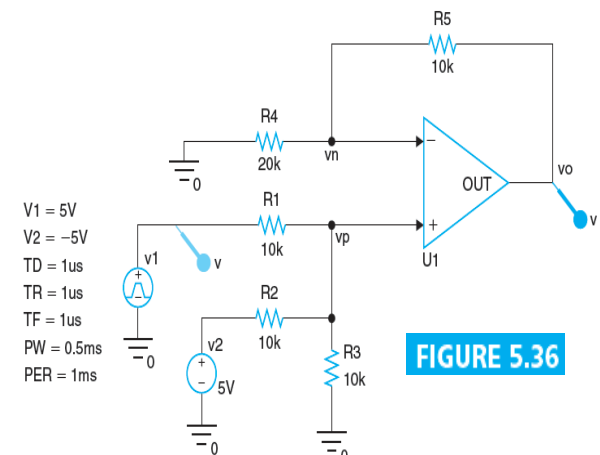 R5
10k
R4
20k
vn
0
OUT
vo
v
R1
10k
vp
U1
V1 = 5V
V2 = −5V
TD = 1us
TR = 1us
TF = 1us
PW = 0.5ms
PER = 1ms
v1
+
−
v
0
R2
10k
v2
+
−
5V
0
R3
10k
0
−
+
FIGURE 5.36